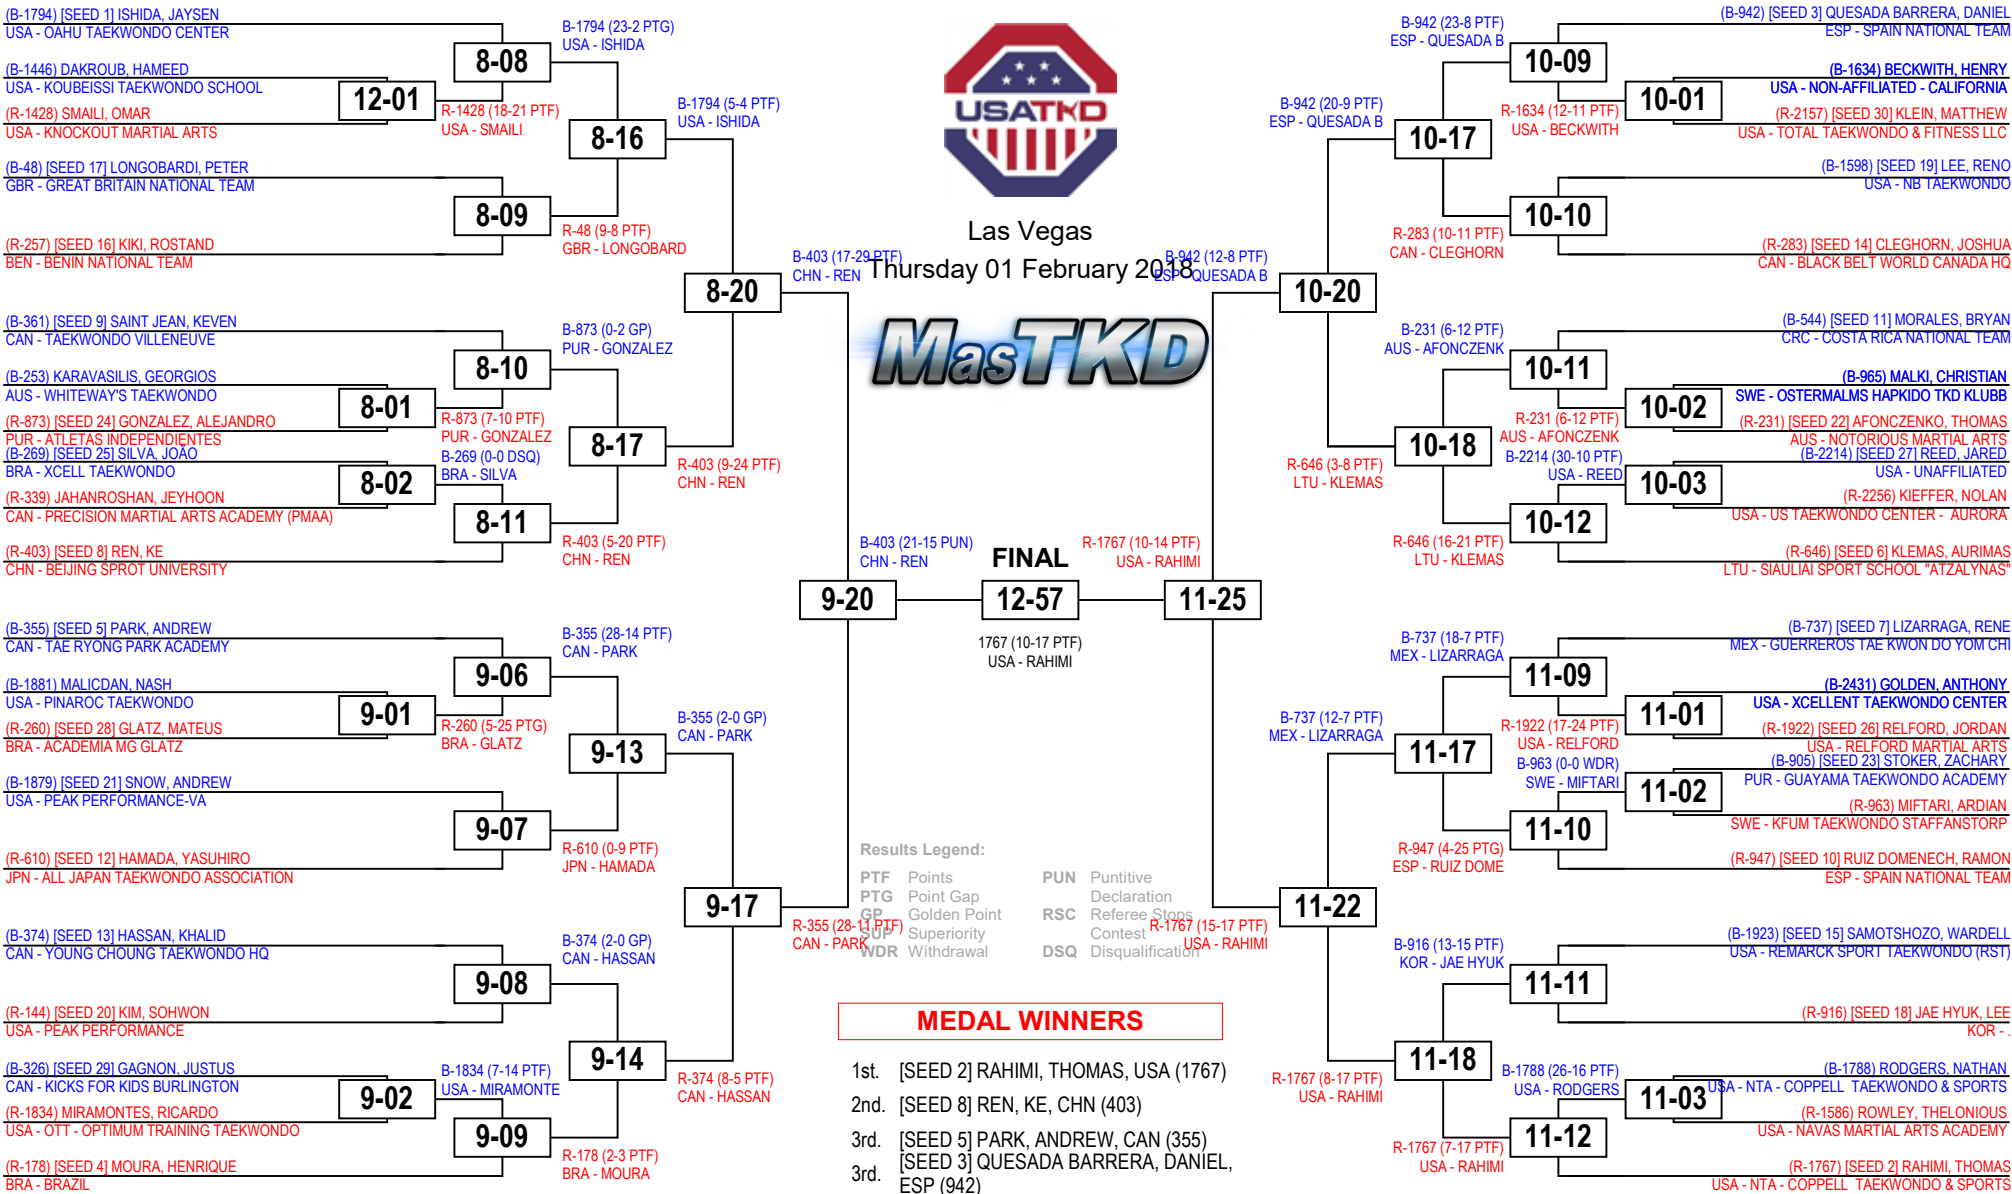 (B-1794) [SEED 1] ISHIDA, JAYSEN
USA - OAHU TAEKWONDO CENTER
(B-1446) DAKROUB, HAMEED
USA - KOUBEISSI TAEKWONDO SCHOOL
(R-1428) SMAILI, OMAR
USA - KNOCKOUT MARTIAL ARTS
(B-48) [SEED 17] LONGOBARDI, PETER
GBR - GREAT BRITAIN NATIONAL TEAM
(R-257) [SEED 16] KIKI, ROSTAND
BEN - BENIN NATIONAL TEAM
(B-361) [SEED 9] SAINT JEAN, KEVEN
CAN - TAEKWONDO VILLENEUVE
(B-253) KARAVASILIS, GEORGIOS
AUS - WHITEWAY'S TAEKWONDO
(R-873) [SEED 24] GONZALEZ, ALEJANDRO
PUR - ATLETAS INDEPENDIENTES
(B-269) [SEED 25] SILVA, JOÃO
BRA - XCELL TAEKWONDO
(R-339) JAHANROSHAN, JEYHOON
CAN - PRECISION MARTIAL ARTS ACADEMY (PMAA)
(R-403) [SEED 8] REN, KE
CHN - BEIJING SPROT UNIVERSITY
(B-355) [SEED 5] PARK, ANDREW
CAN - TAE RYONG PARK ACADEMY
(B-1881) MALICDAN, NASH
USA - PINAROC TAEKWONDO
(R-260) [SEED 28] GLATZ, MATEUS
BRA - ACADEMIA MG GLATZ
(B-1879) [SEED 21] SNOW, ANDREW
USA - PEAK PERFORMANCE-VA
(R-610) [SEED 12] HAMADA, YASUHIRO
JPN - ALL JAPAN TAEKWONDO ASSOCIATION
(B-374) [SEED 13] HASSAN, KHALID
CAN - YOUNG CHOUNG TAEKWONDO HQ
(R-144) [SEED 20] KIM, SOHWON
USA - PEAK PERFORMANCE
(B-326) [SEED 29] GAGNON, JUSTUS
CAN - KICKS FOR KIDS BURLINGTON
(R-1834) MIRAMONTES, RICARDO
USA - OTT - OPTIMUM TRAINING TAEKWONDO
(R-178) [SEED 4] MOURA, HENRIQUE
BRA - BRAZIL
12-01
8-01
8-02
9-01
9-02
8-08
R-1428 (18-21 PTF)
USA - SMAILI
8-09
8-10
R-873 (7-10 PTF)
PUR - GONZALEZ
B-269 (0-0 DSQ)
BRA - SILVA
8-11
9-06
R-260 (5-25 PTG)
BRA - GLATZ
9-07
9-08
B-1834 (7-14 PTF)
USA - MIRAMONTE
9-09
B-1794 (23-2 PTG)
USA - ISHIDA
8-16
R-48 (9-8 PTF)
GBR - LONGOBARD
B-873 (0-2 GP)
PUR - GONZALEZ
8-17
R-403 (5-20 PTF)
CHN - REN
B-355 (28-14 PTF)
CAN - PARK
9-13
R-610 (0-9 PTF)
JPN - HAMADA
B-374 (2-0 GP)
CAN - HASSAN
9-14
R-178 (2-3 PTF)
BRA - MOURA
B-1794 (5-4 PTF)
USA - ISHIDA
8-20
R-403 (9-24 PTF)
CHN - REN
B-355 (2-0 GP)
CAN - PARK
9-17
R-374 (8-5 PTF)
CAN - HASSAN
B-403 (17-29 PTF)
CHN - REN
9-20
R-355 (28-11 PTF)
CAN - PARK
USATKD
Las Vegas
Thursday 01 February 2018
MasTKD
B-403 (21-15 PUN)
CHN - REN
FINAL
12-57
1767 (10-17 PTF)
USA - RAHIMI
R-1767 (10-14 PTF)
USA - RAHIMI
Results Legend:
PTF Points
PTG Point Gap
GP Golden Point
SUP Superiority
WDR Withdrawal
PUN Puntitive
Declaration
RSC Referee Stops
Contest
DSQ Disqualification
MEDAL WINNERS
1st. [SEED 2] RAHIMI, THOMAS, USA (1767)
2nd. [SEED 8] REN, KE, CHN (403)
3rd. [SEED 5] PARK, ANDREW, CAN (355)
3rd. [SEED 3] QUESADA BARRERA, DANIEL,
ESP (942)
B-942 (12-8 PTF)
ESP - QUESADA B
11-25
R-1767 (15-17 PTF)
USA - RAHIMI
B-942 (20-9 PTF)
ESP - QUESADA B
10-20
R-646 (3-8 PTF)
LTU - KLEMAS
B-737 (12-7 PTF)
MEX - LIZARRAGA
11-22
R-1767 (8-17 PTF)
USA - RAHIMI
B-942 (23-8 PTF)
ESP - QUESADA B
10-17
R-283 (10-11 PTF)
CAN - CLEGHORN
B-231 (6-12 PTF)
AUS - AFONCZENK
10-18
R-646 (16-21 PTF)
LTU - KLEMAS
B-737 (18-7 PTF)
MEX - LIZARRAGA
11-17
R-947 (4-25 PTG)
ESP - RUIZ DOME
B-916 (13-15 PTF)
KOR - JAE HYUK
11-18
R-1767 (7-17 PTF)
USA - RAHIMI
10-09
R-1634 (12-11 PTF)
USA - BECKWITH
10-10
10-11
R-231 (6-12 PTF)
AUS - AFONCZENK
B-2214 (30-10 PTF)
USA - REED
10-12
11-09
R-1922 (17-24 PTF)
USA - RELFORD
B-963 (0-0 WDR)
SWE - MIFTARI
11-10
11-11
B-1788 (26-16 PTF)
USA - RODGERS
11-12
10-01
10-02
10-03
11-01
11-02
11-03
(B-942) [SEED 3] QUESADA BARRERA, DANIEL
ESP - SPAIN NATIONAL TEAM
(B-1634) BECKWITH, HENRY
USA - NON-AFFILIATED - CALIFORNIA
(R-2157) [SEED 30] KLEIN, MATTHEW
USA - TOTAL TAEKWONDO & FITNESS LLC
(B-1598) [SEED 19] LEE, RENO
USA - NB TAEKWONDO
(R-283) [SEED 14] CLEGHORN, JOSHUA
CAN - BLACK BELT WORLD CANADA HQ
(B-544) [SEED 11] MORALES, BRYAN
CRC - COSTA RICA NATIONAL TEAM
(B-965) MALKI, CHRISTIAN
SWE - OSTERMALMS HAPKIDO TKD KLUBB
(R-231) [SEED 22] AFONCZENKO, THOMAS
AUS - NOTORIOUS MARTIAL ARTS
(B-2214) [SEED 27] REED, JARED
USA - UNAFFILIATED
(R-2256) KIEFFER, NOLAN
USA - US TAEKWONDO CENTER - AURORA
(R-646) [SEED 6] KLEMAS, AURIMAS
LTU - SIAULIAI SPORT SCHOOL "ATZALYNAS"
(B-737) [SEED 7] LIZARRAGA, RENE
MEX - GUERREROS TAE KWON DO YOM CHI
(B-2431) GOLDEN, ANTHONY
USA - XCELLENT TAEKWONDO CENTER
(R-1922) [SEED 26] RELFORD, JORDAN
USA - RELFORD MARTIAL ARTS
(B-905) [SEED 23] STOKER, ZACHARY
PUR - GUAYAMA TAEKWONDO ACADEMY
(R-963) MIFTARI, ARDIAN
SWE - KFUM TAEKWONDO STAFFANSTORP
(R-947) [SEED 10] RUIZ DOMENECH, RAMON
ESP - SPAIN NATIONAL TEAM
(B-1923) [SEED 15] SAMOTSHOZO, WARDELL
USA - REMARCK SPORT TAEKWONDO (RST)
(R-916) [SEED 18] JAE HYUK, LEE
KOR - .
(B-1788) RODGERS, NATHAN
USA - NTA - COPPELL TAEKWONDO & SPORTS
(R-1586) ROWLEY, THELONIOUS
USA - NAVAS MARTIAL ARTS ACADEMY
(R-1767) [SEED 2] RAHIMI, THOMAS
USA - NTA - COPPELL TAEKWONDO & SPORTS